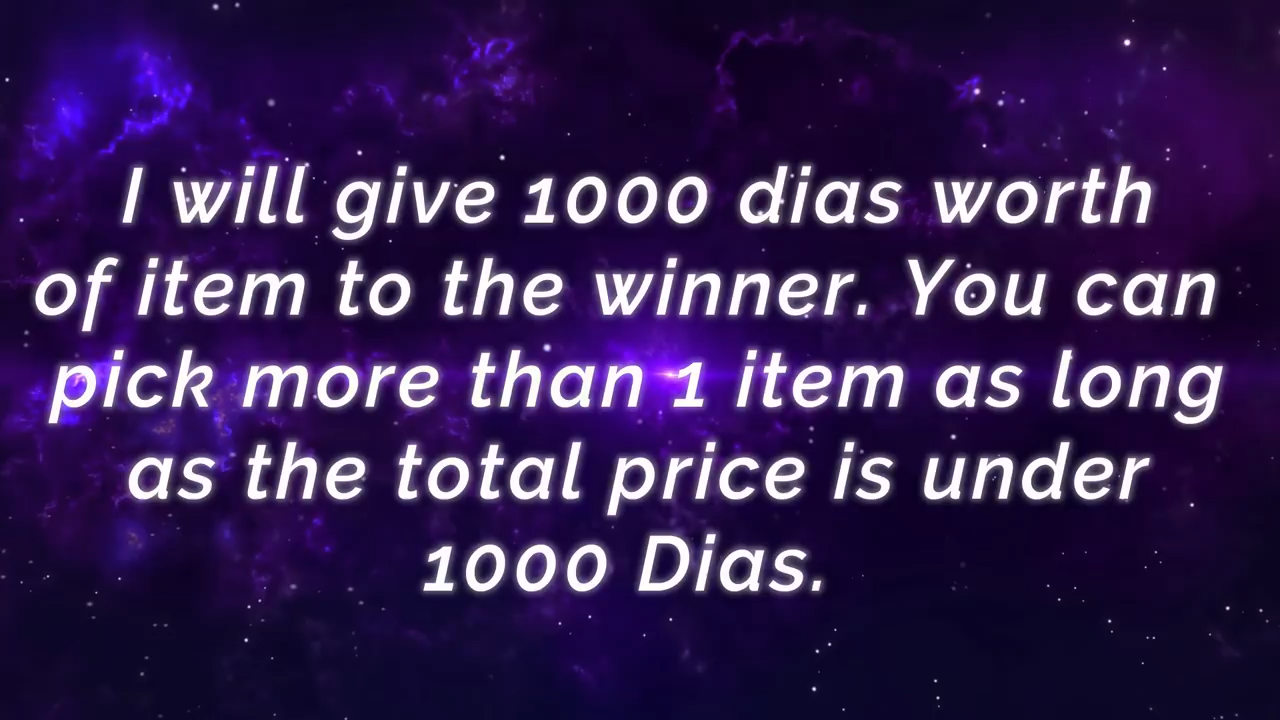 I will give 1000 dias worth
of item to the winner. You can
pick more than 1 item as long
as the total price is under
1000 Dias.